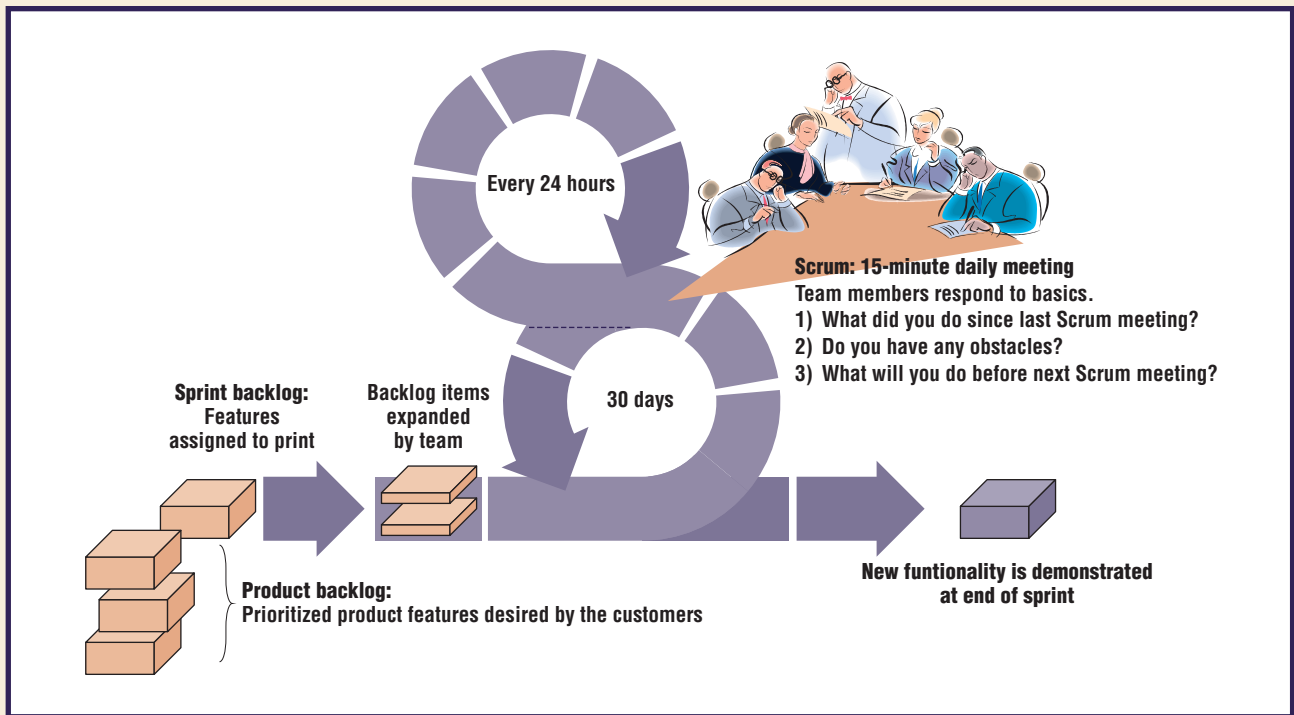 Every 24 hours
Scrum: 15-minute daily meeting
Team members respond to basics.
1) What did you do since last Scrum meeting?
2) Do you have any obstacles?
3) What will you do before next Scrum meeting?
30 days
Sprint backlog:
Features
assigned to print
Backlog items
expanded
by team
Product backlog:
Prioritized product features desired by the customers
New funtionality is demonstrated
at end of sprint